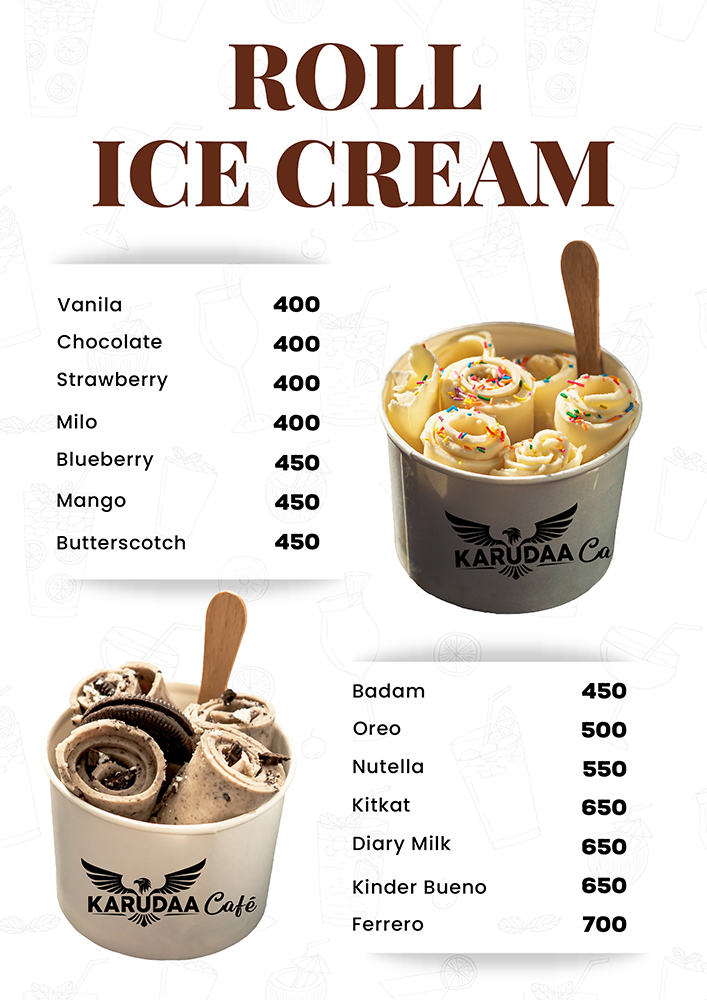 ROLL
ICE CREAM
Vanila 400
Chocolate 400
Strawberry 400
Milo 400
Blueberry 450
Mango 450
Butterscotch 450
KARUDAA Ca
Badam 450
Oreo 500
Nutella 550
Kitkat 650
Diary Milk 650
Kinder Bueno 650
Ferrero 700
KARUDAA Café